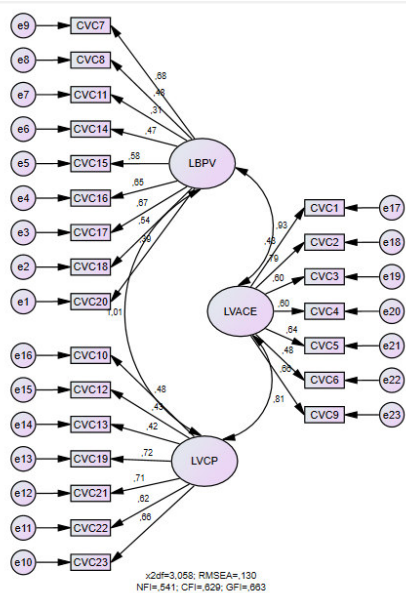 e9 CVC7
e8 CVC8
e7 CVC11
e6 CVC14
e5 CVC15
e4 CVC16
e3 CVC17
e2 CVC18
e1 CVC20
,68
,48
,31
,47
,58
,65
,67
,54
,39
LBPV
1,01
,48
CVC1 e17
CVC2 e18
CVC3 e19
CVC4 e20
CVC5 e21
CVC6 e22
CVC9 e23
,93
,79
,60
,60
,64
,48
,81
LVACE
e16 CVC10
e15 CVC12
e14 CVC13
e13 CVC19
e12 CVC21
e11 CVC22
e10 CVC23
,48
,43
,42
,72
,71
,62
,66
LVCP
x2df=3,058; RMSEA=,130
NFI=,541; CFI=,629; GFI=,663